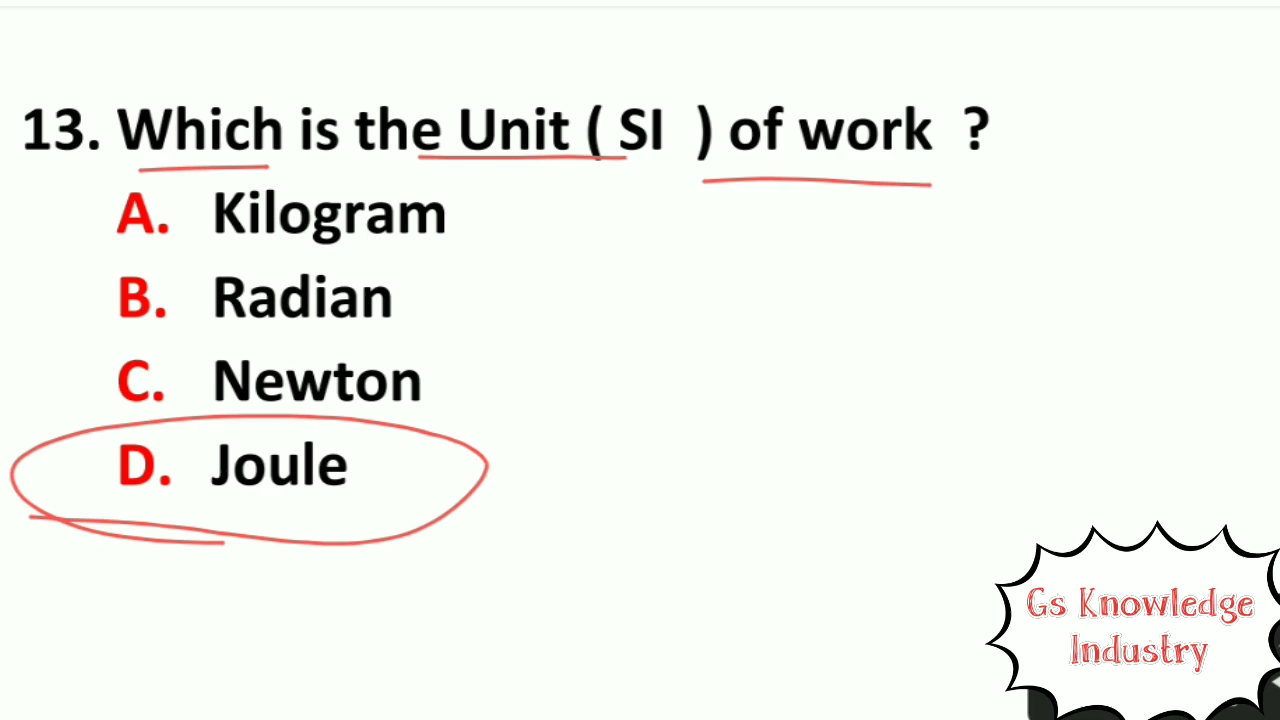 13. Which is the Unit ( SI ) of work ?
A. Kilogram
B. Radian
C. Newton
D. Joule
Gs Knowledge
Industry